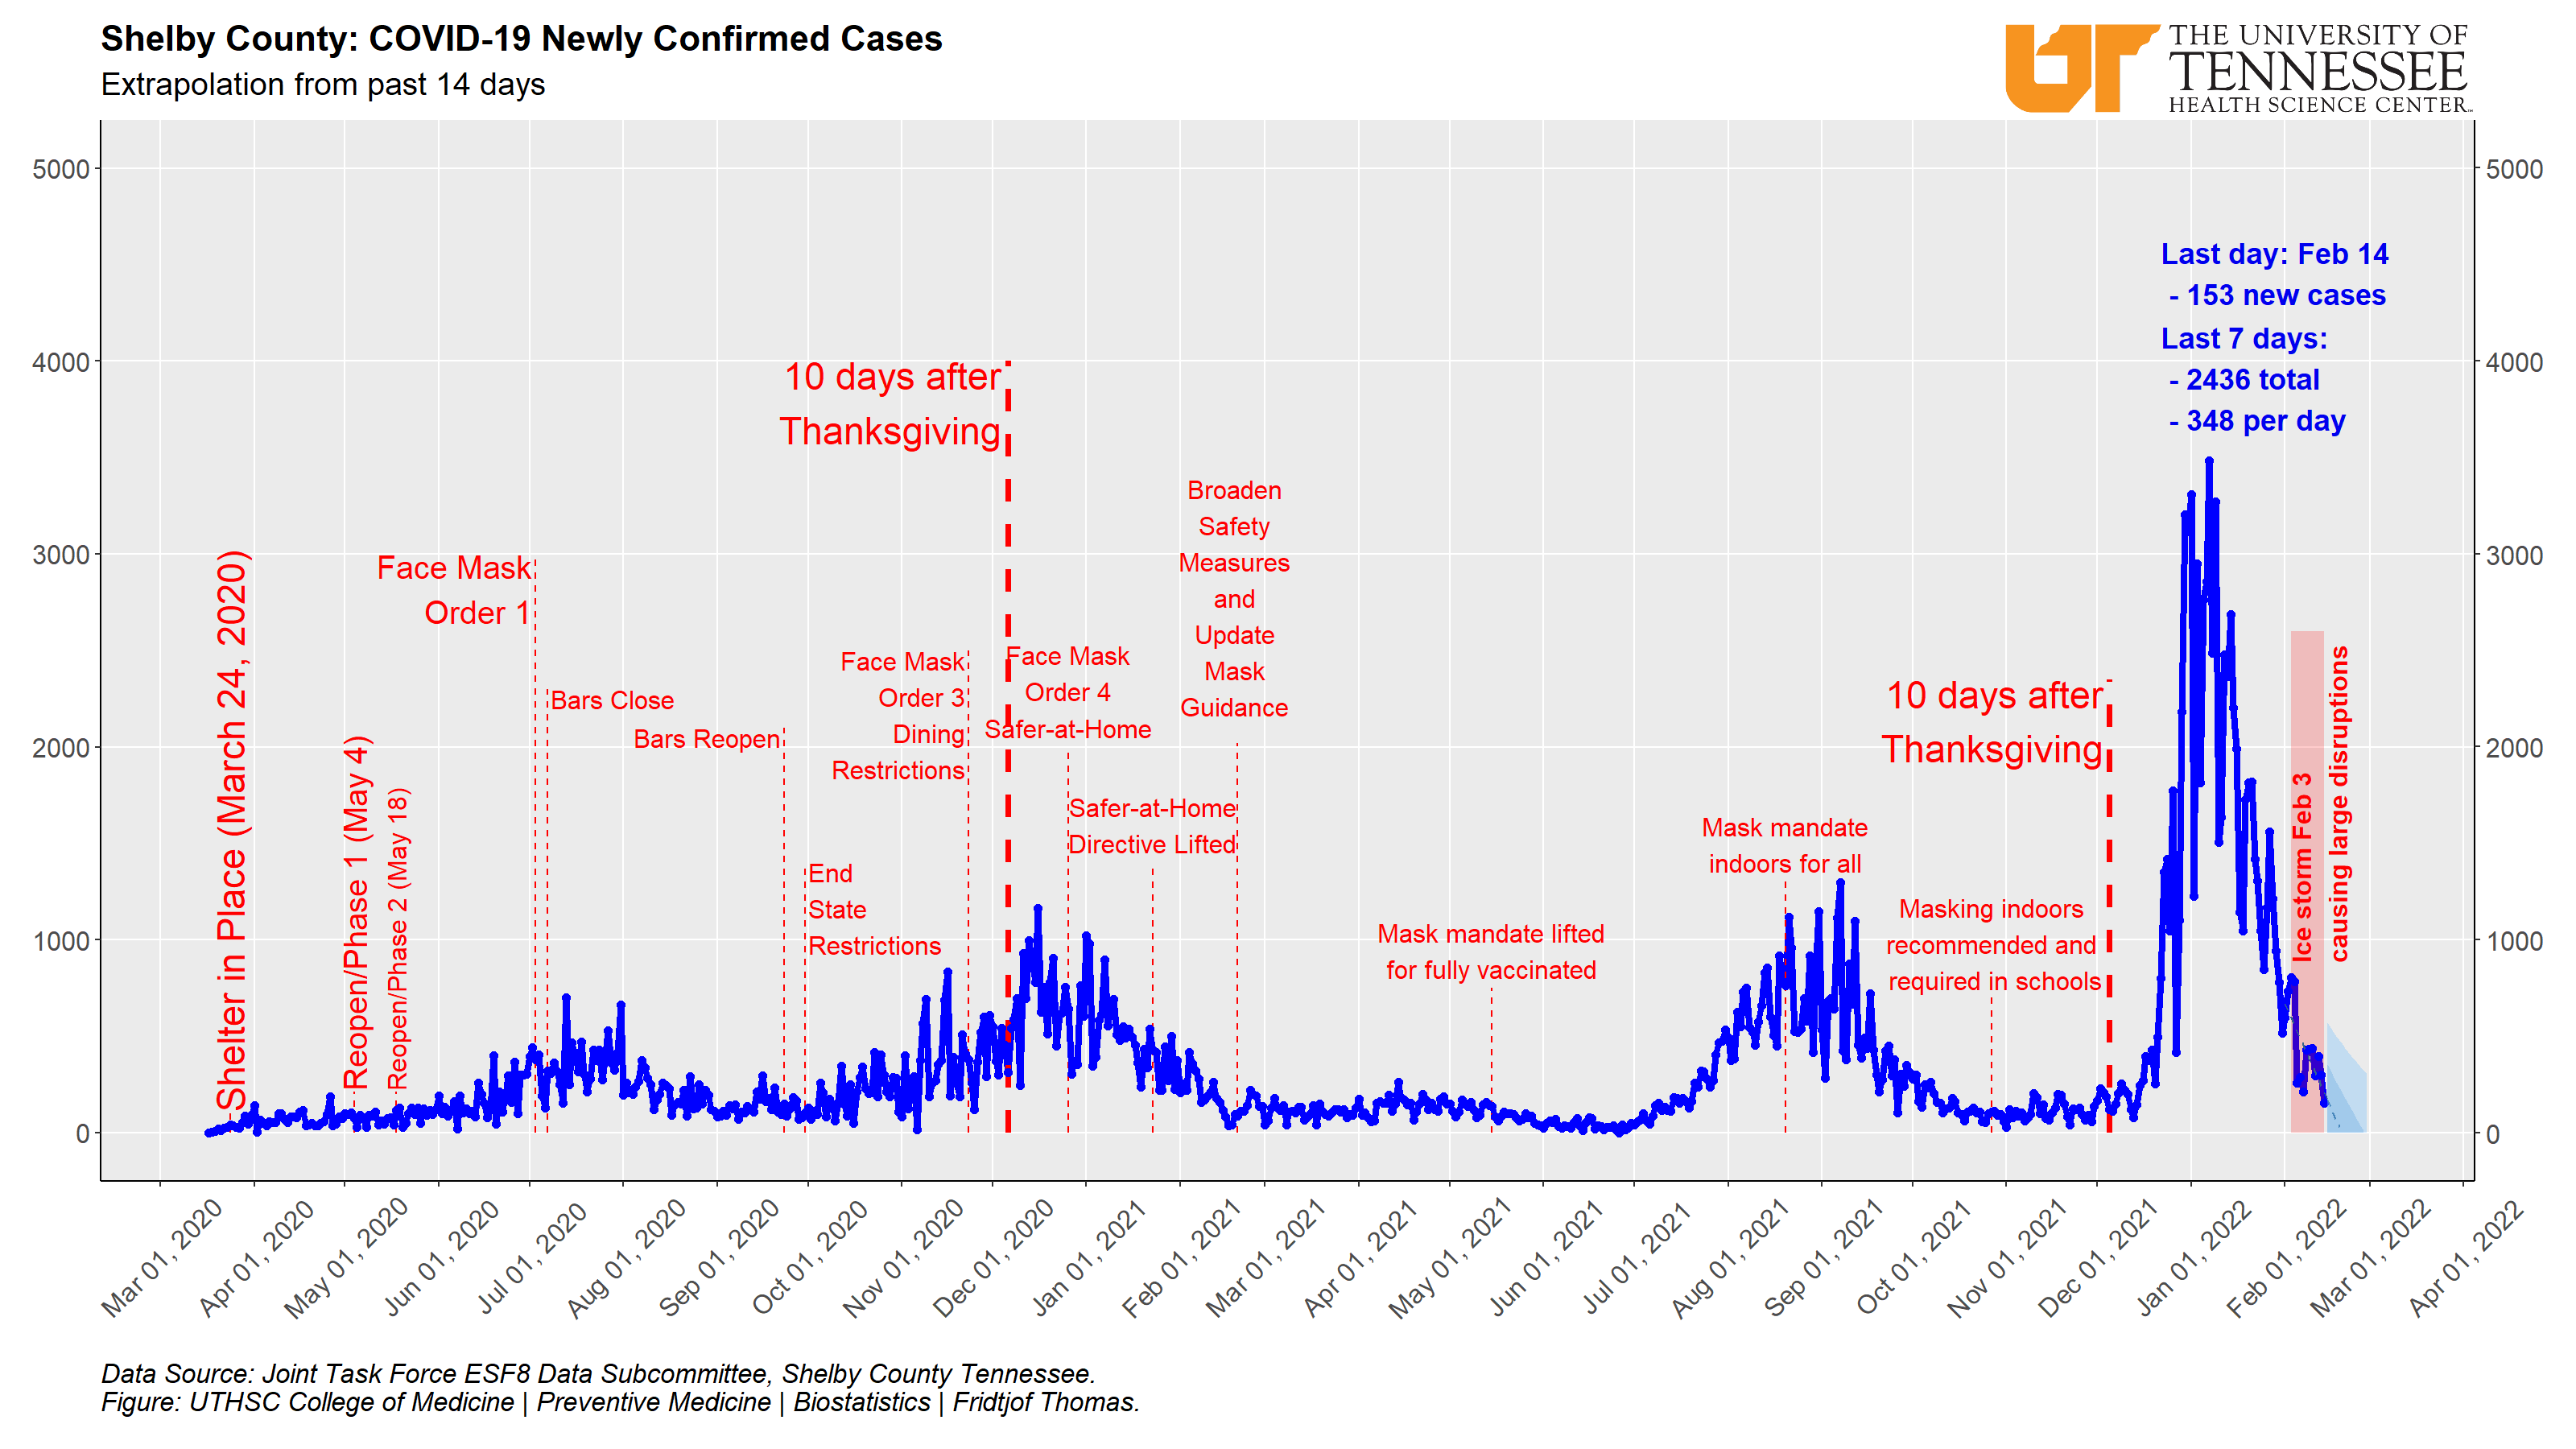 Shelby County: COVID-19 Newly Confirmed Cases
Extrapolation from past 14 days
THE UNIVERSITY OF
TENNESSEE
HEALTH SCIENCE CENTER
5000
4000
3000
2000
1000
0
5000
4000
3000
2000
1000
0
Shelter in Place (March 24, 2020)
Reopen/Phase 1 (May 4)
Reopen/Phase 2 (May 18)
Face Mask
Order 1
Bars Close
Bars Reopen
End
State
Restrictions
Face Mask
Order 3
Dining
Restrictions
10 days after
Thanksgiving
Face Mask
Order 4
Safer-at-Home
Safer-at-Home
Directive Lifted
Broaden
Safety
Measures
and
Update
Mask
Guidance
Mask mandate lifted
for fully vaccinated
Mask mandate
indoors for all
Masking indoors
recommended and
required in schools
10 days after
Thanksgiving
Last day: Feb 14
- 153 new cases
Last 7 days:
- 2436 total
- 348 per day
Ice storm Feb 3
causing large disruptions
Mar 01, 2020
Apr 01, 2020
May 01, 2020
Jun 01, 2020
Jul 01, 2020
Aug 01, 2020
Sep 01, 2020
Oct 01, 2020
Nov 01, 2020
Dec 01, 2020
Jan 01, 2021
Feb 01, 2021
Mar 01, 2021
Apr 01, 2021
May 01, 2021
Jun 01, 2021
Jul 01, 2021
Aug 01, 2021
Sep 01, 2021
Oct 01, 2021
Nov 01, 2021
Dec 01, 2021
Jan 01, 2022
Feb 01, 2022
Mar 01, 2022
Apr 01, 2022
Data Source: Joint Task Force ESF8 Data Subcommittee, Shelby County Tennessee.
Figure: UTHSC College of Medicine | Preventive Medicine | Biostatistics | Fridtjof Thomas.